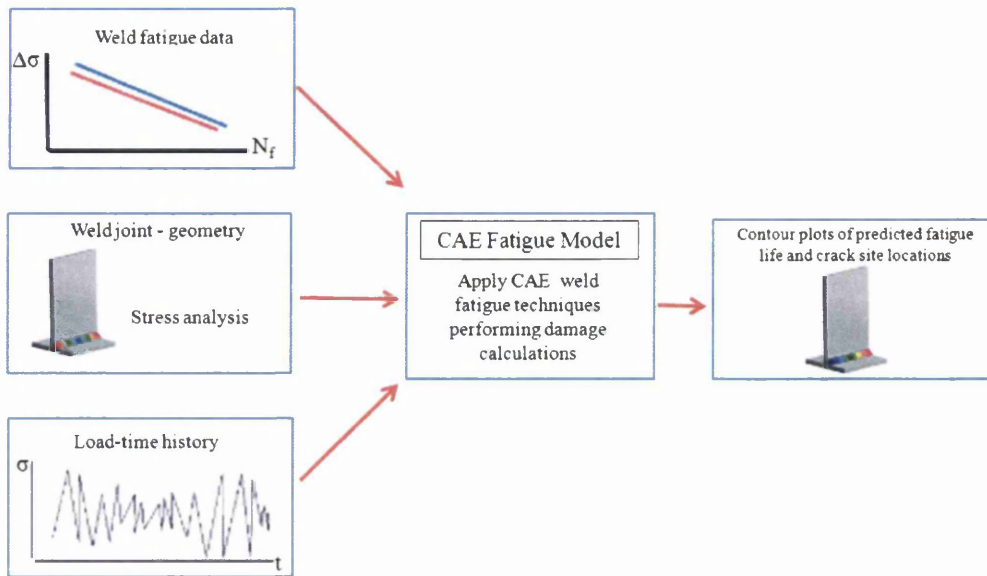 Weld fatigue data
Δσ
N_f
Weld joint - geometry
Stress analysis
Load-time history
σ
t
CAE Fatigue Model
Apply CAE weld
fatigue techniques
performing damage
calculations
Contour plots of predicted fatigue
life and crack site locations